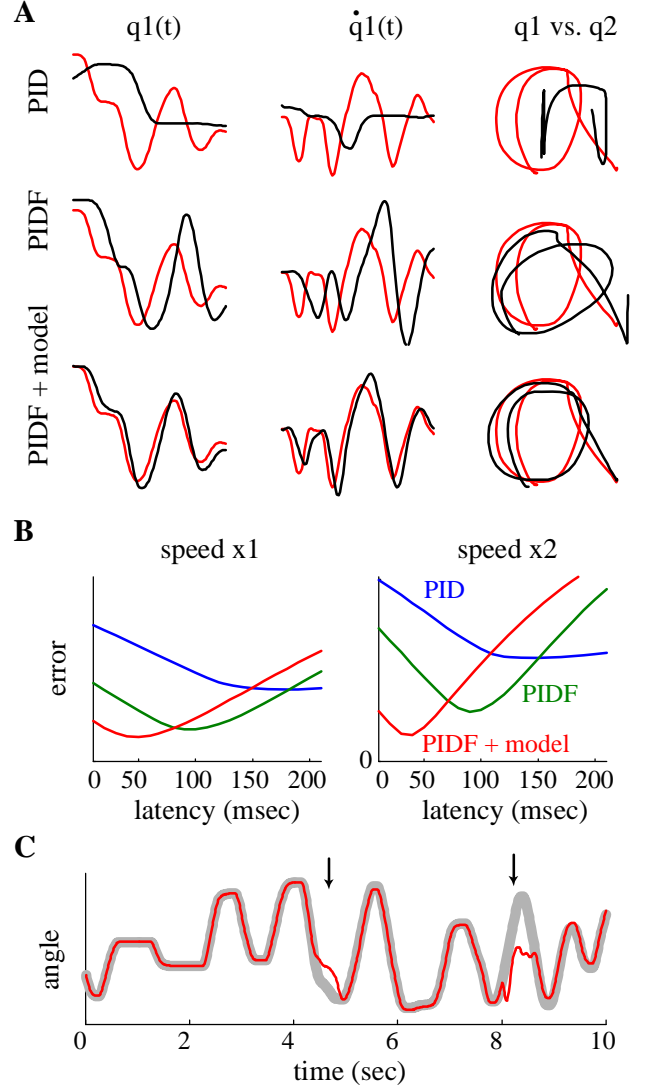 A
q1(t)
q̇1(t)
q1 vs. q2
PID
PIDF
PIDF + model
B
speed x1
speed x2
error
PID
PIDF
PIDF + model
0
0 50 100 150 200
0 50 100 150 200
latency (msec)
latency (msec)
C
angle
0 2 4 6 8 10
time (sec)